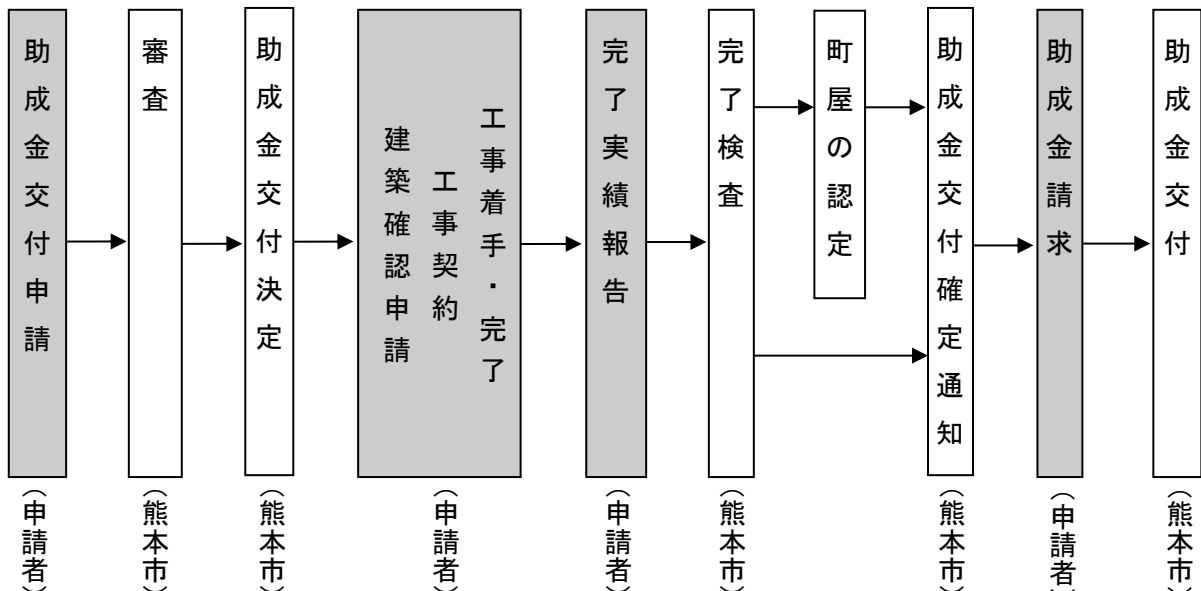 助成金交付申請
（申請者）
審査
（熊本市）
助成金交付決定
（熊本市）
建築確認申請
工事契約
工事着手・完了
（申請者）
完了実績報告
（申請者）
完了検査
（熊本市）
町屋の認定
助成金交付確定通知
（熊本市）
助成金請求
（申請者）
助成金交付
（熊本市）